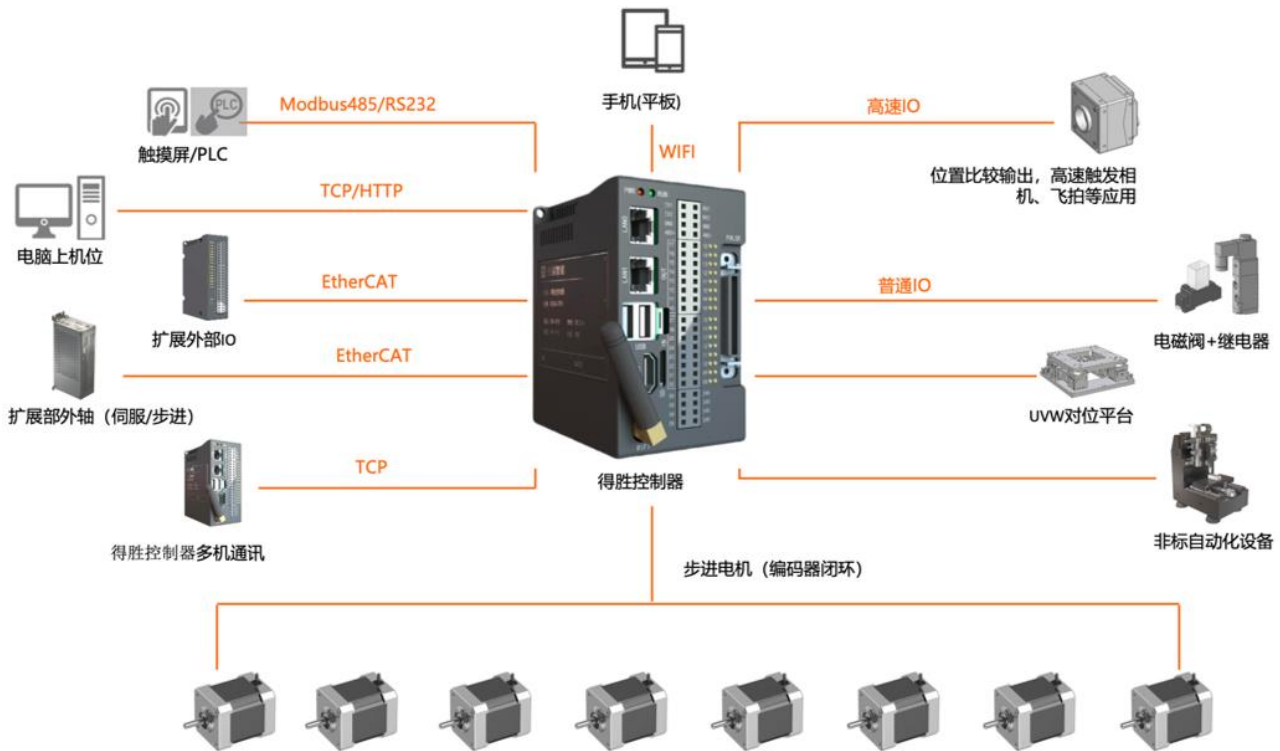 手机(平板)
WIFI
Modbus485/RS232
PLC
触摸屏/PLC
高速IO
位置比较输出，高速触发相
机、飞拍等应用
TCP/HTTP
电脑上机位
EtherCAT
扩展外部IO
普通IO
电磁阀+继电器
EtherCAT
扩展部外轴（伺服/步进）
UVW对位平台
LAN1
USB
得胜控制器
TCP
得胜控制器多机通讯
非标自动化设备
步进电机（编码器闭环）